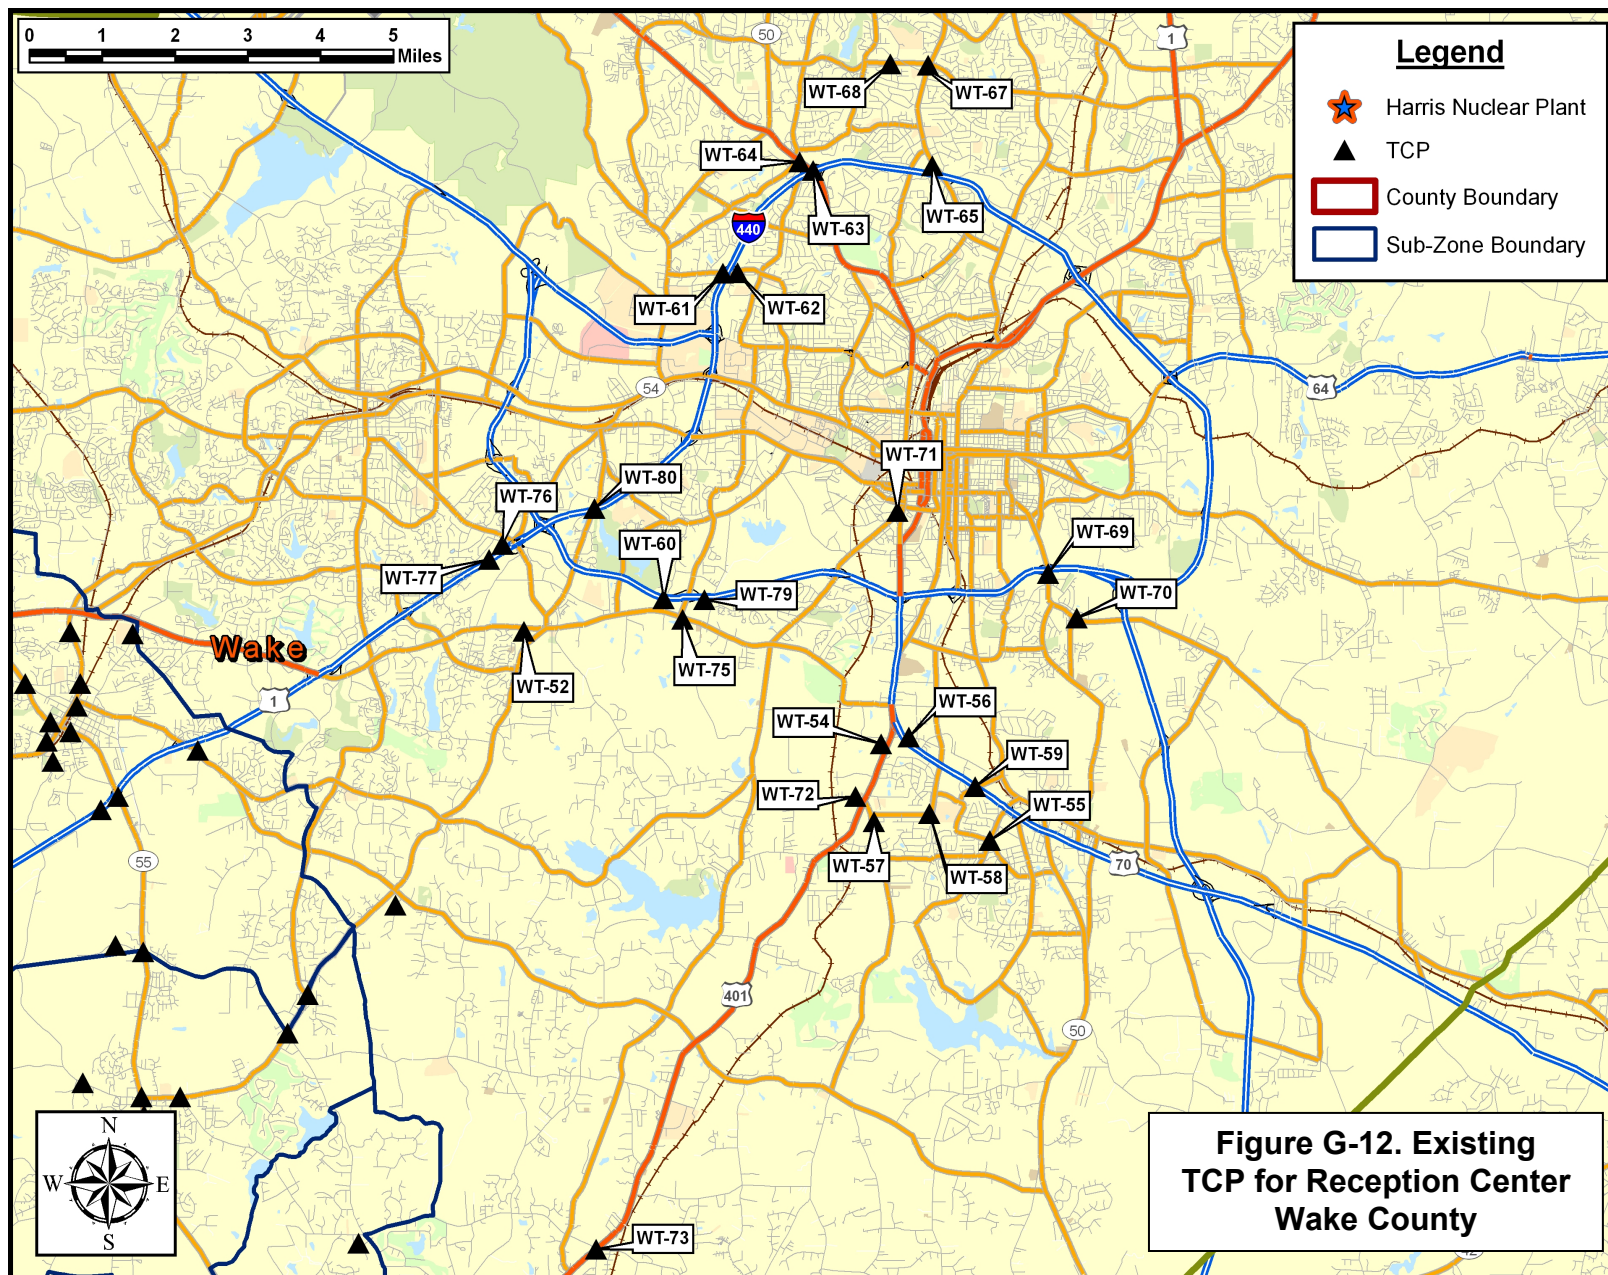 0 1 2 3 4 5
Miles
50
1
Legend
Harris Nuclear Plant
TCP
County Boundary
Sub-Zone Boundary
WT-68
WT-67
WT-64
WT-65
WT-63
440
WT-61
WT-62
54
64
WT-71
WT-80
WT-76
WT-69
WT-60
WT-77
WT-79
WT-70
Wake
WT-75
WT-52
1
WT-56
WT-54
WT-59
WT-72
WT-55
55
WT-57
70
WT-58
401
50
N
W E
S
Figure G-12. Existing
TCP for Reception Center
Wake County
WT-73
42